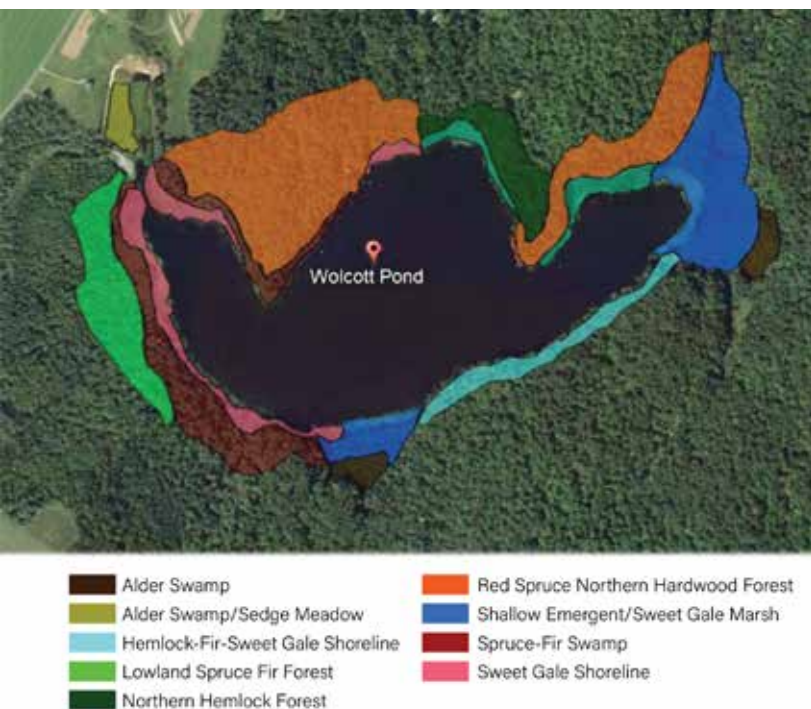 Wolcott Pond
Alder Swamp
Alder Swamp/Sedge Meadow
Hemlock-Fir-Sweet Gale Shoreline
Lowland Spruce Fir Forest
Northern Hemlock Forest
Red Spruce Northern Hardwood Forest
Shallow Emergent/Sweet Gale Marsh
Spruce-Fir Swamp
Sweet Gale Shoreline